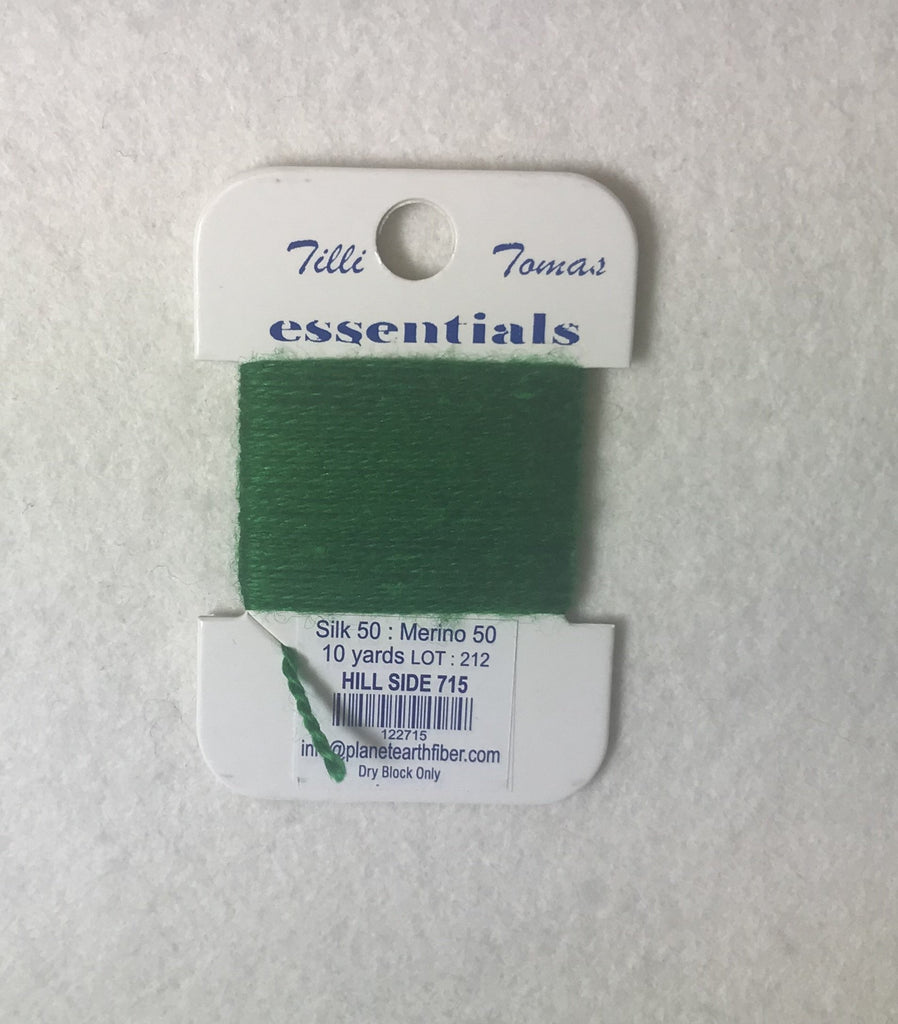 Tilli Tomas
essentials
Silk 50 : Merino 50
10 yards LOT : 212
HILL SIDE 715
122715
info@planetearthfiber.com
Dry Block Only